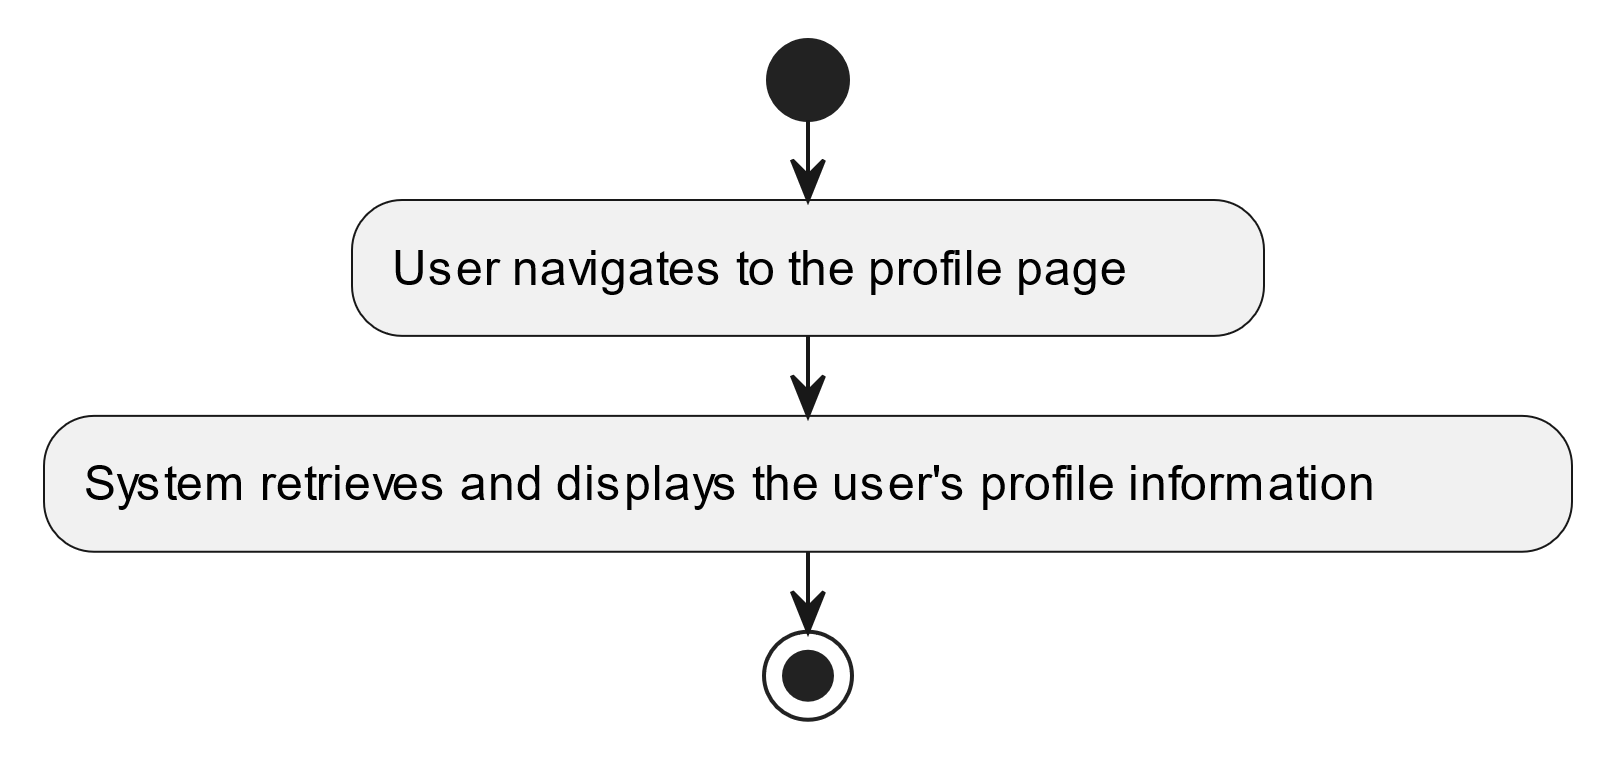 User navigates to the profile page
System retrieves and displays the user's profile information